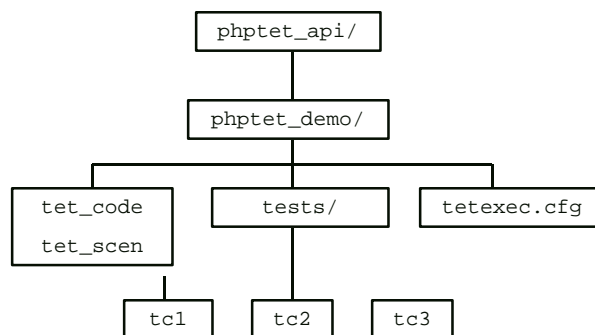 phptet_api/
phptet_demo/
tet_code
tet_scen
tests/
tetexec.cfg
tc1
tc2
tc3